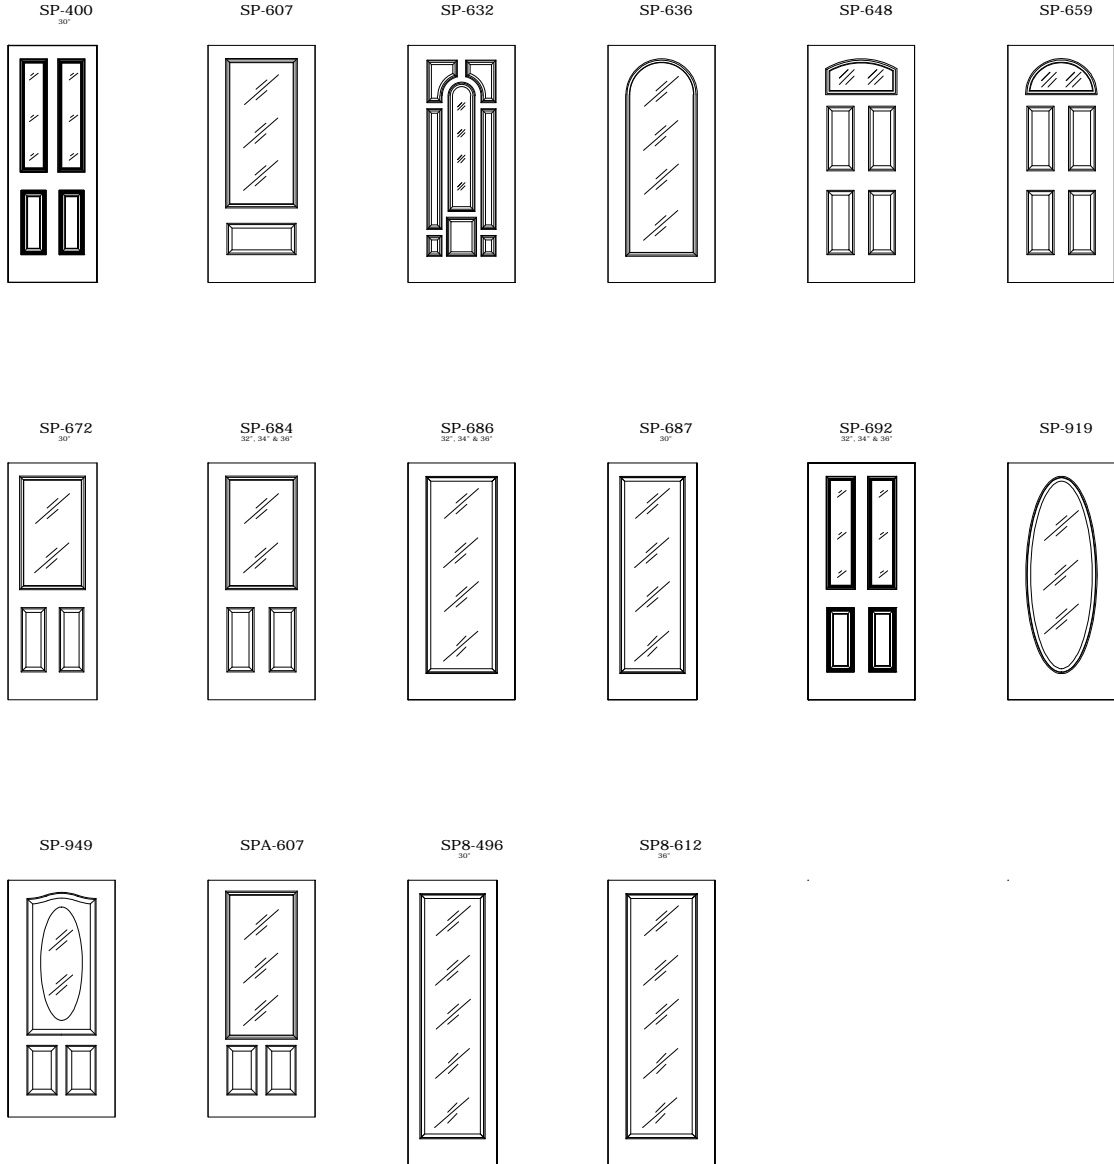 SP-400
30"
SP-607
SP-632
SP-636
SP-648
SP-659
SP-672
30"
SP-684
32", 34" & 36"
SP-686
32", 34" & 36"
SP-687
30"
SP-692
32", 34" & 36"
SP-919
SP-949
SPA-607
SP8-496
30"
SP8-612
36"